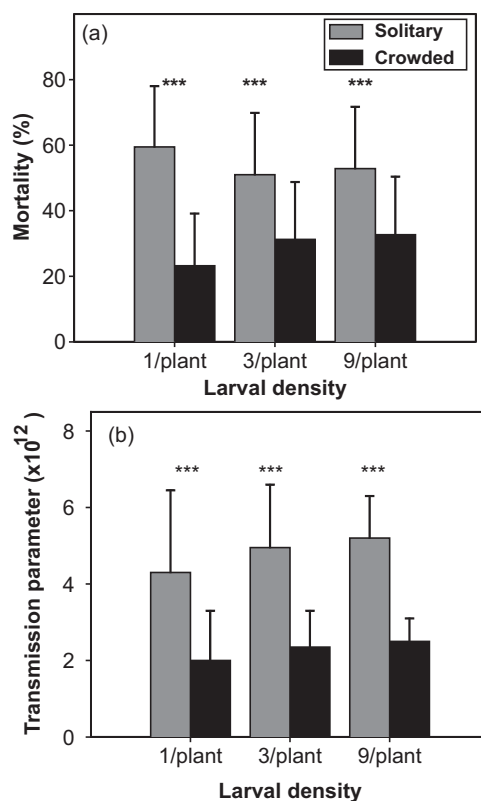 (a)
Solitary
Crowded
Mortality (%)
80
60
40
20
0
*** *** ***
1/plant 3/plant 9/plant
Larval density
(b)
Transmission parameter (x10¹²)
8
6
4
2
0
*** *** ***
1/plant 3/plant 9/plant
Larval density